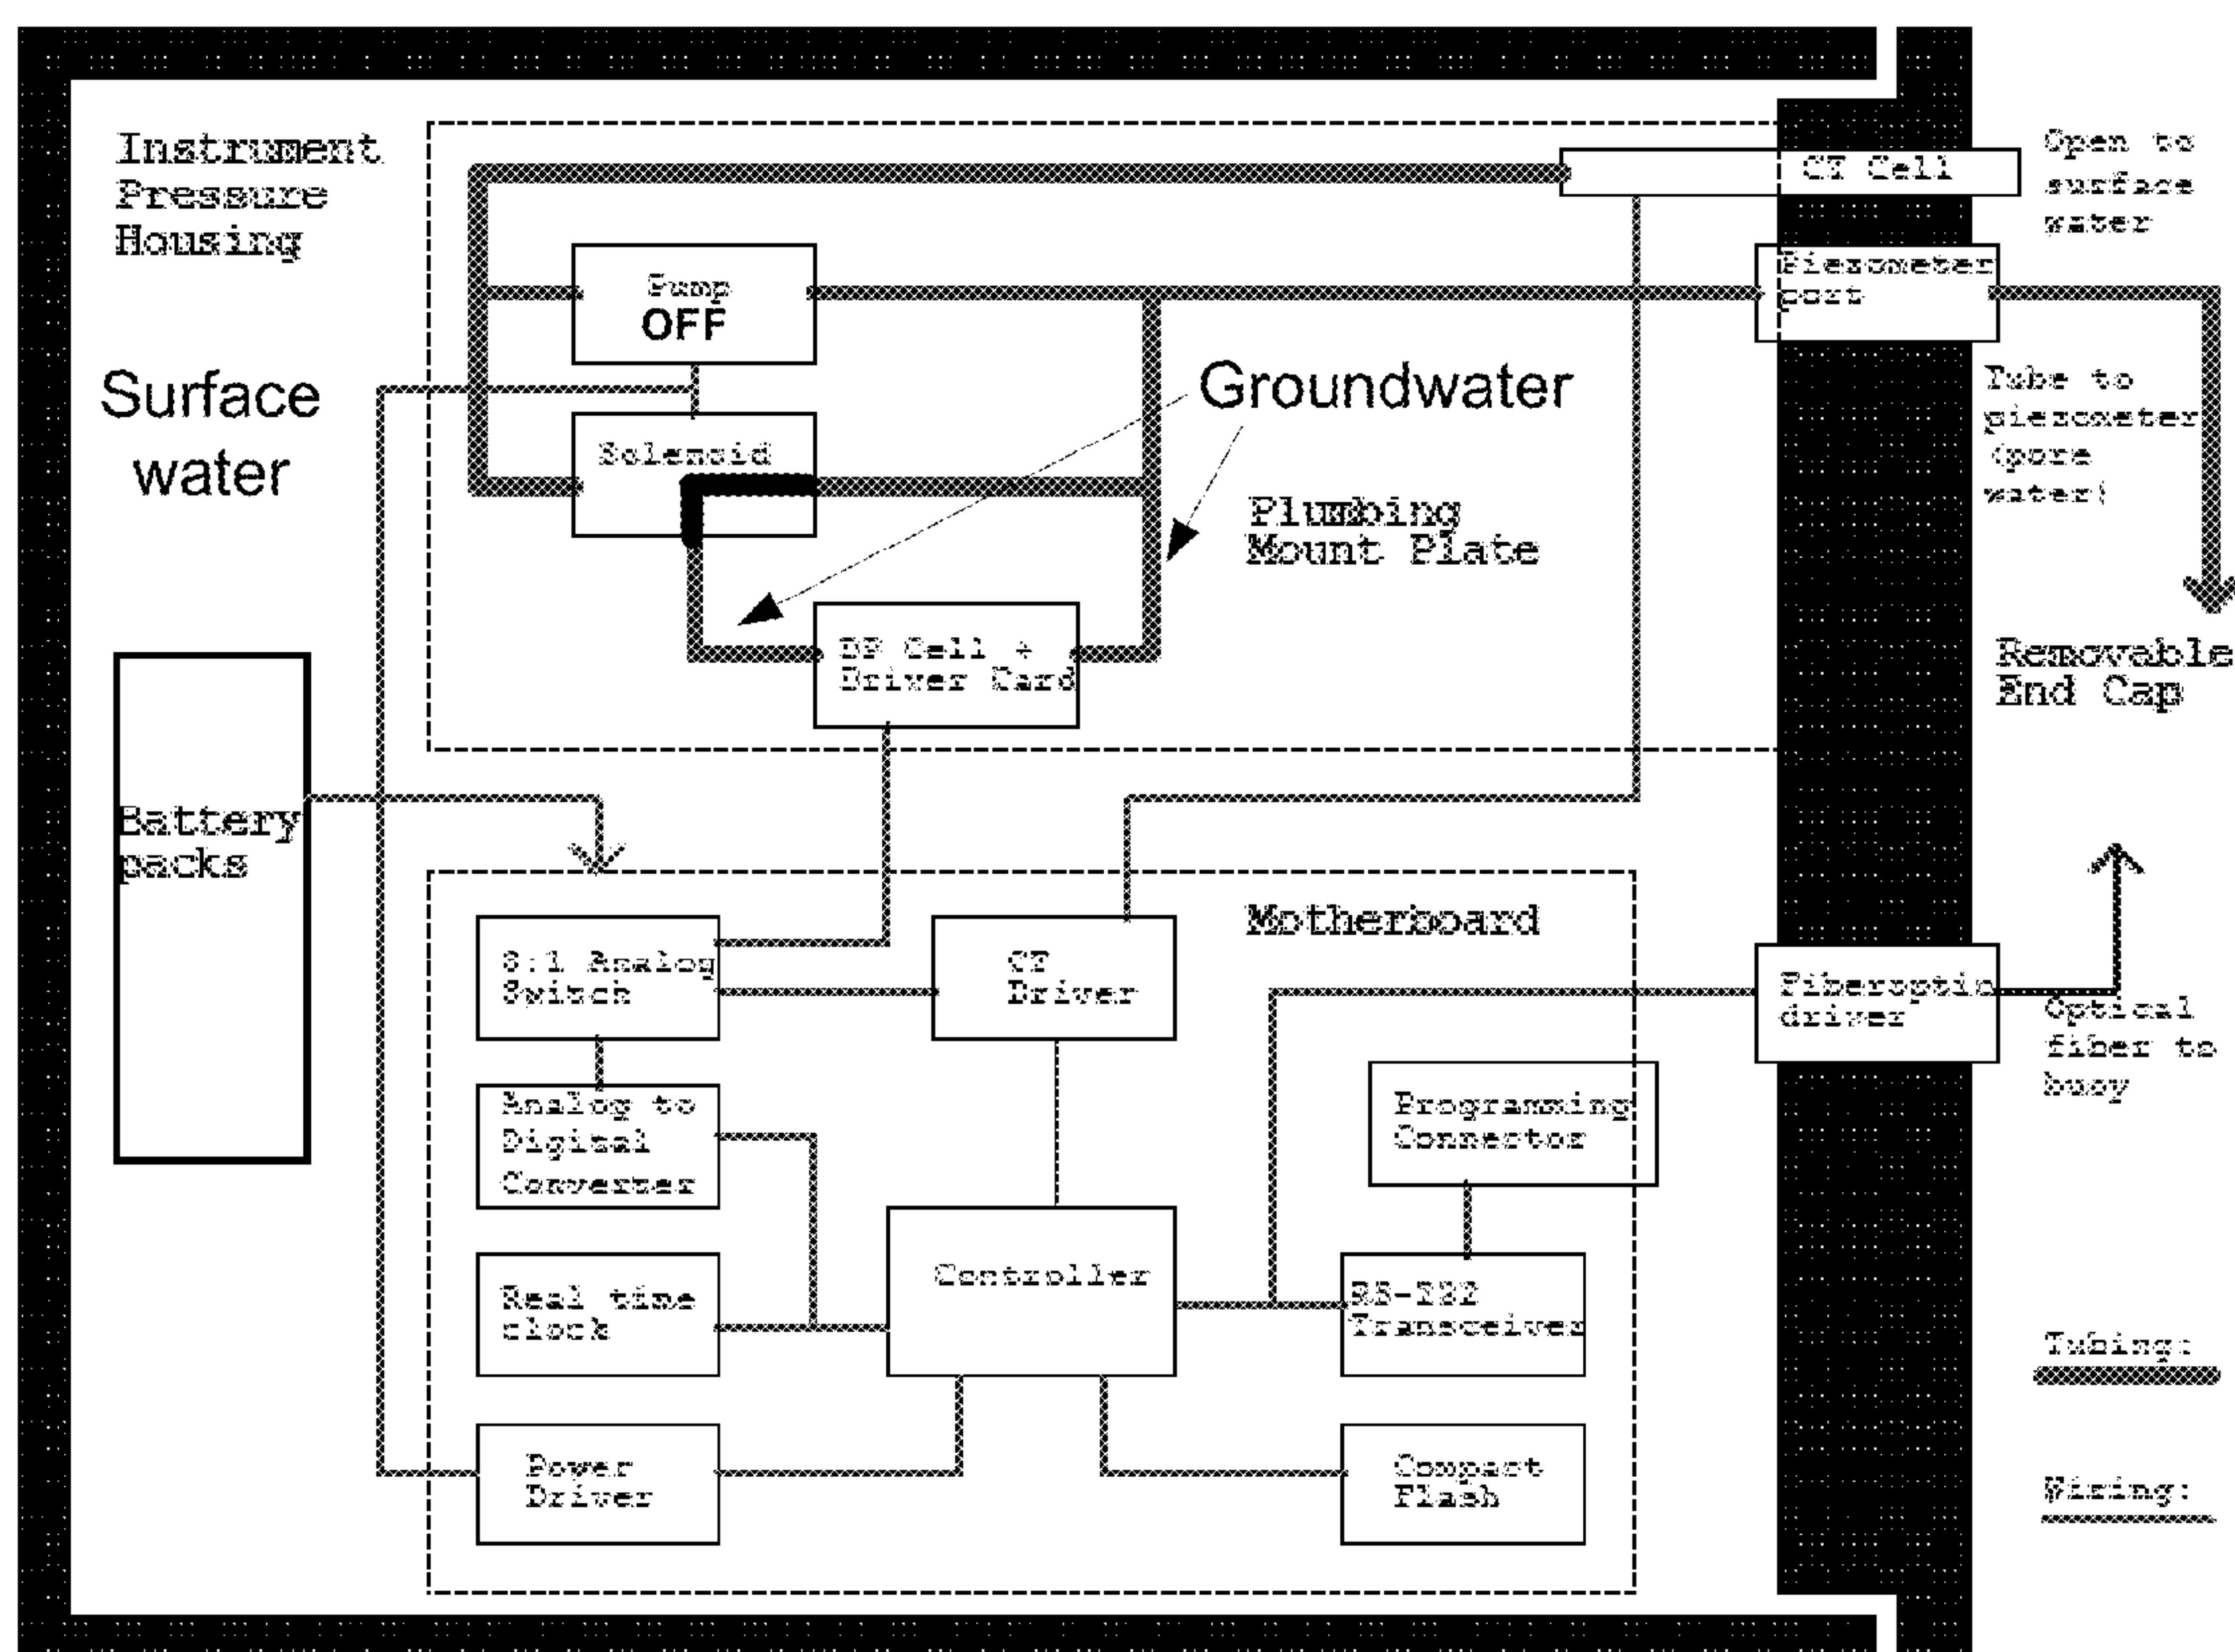 Instrument
Pressure
Housing
Surface
water
Battery
packs
CT Cell
Open to
surface
water
Pump
OFF
Piezometer
port
Groundwater
Tube to
piezometer
(pore
water(
Solenoid
Plumbing
Mount Plate
DP Cell +
Driver Card
Removable
End Cap
Motherboard
8:1 Analog
Switch
CT
Driver
Fiberoptic
driver
Optical
fiber to
buoy
Analog to
Digital
Converter
Programming
Connector
Controller
Real time
clock
RS-232
Transceiver
Tubing:
Power
Driver
Compact
Flash
Wiring: